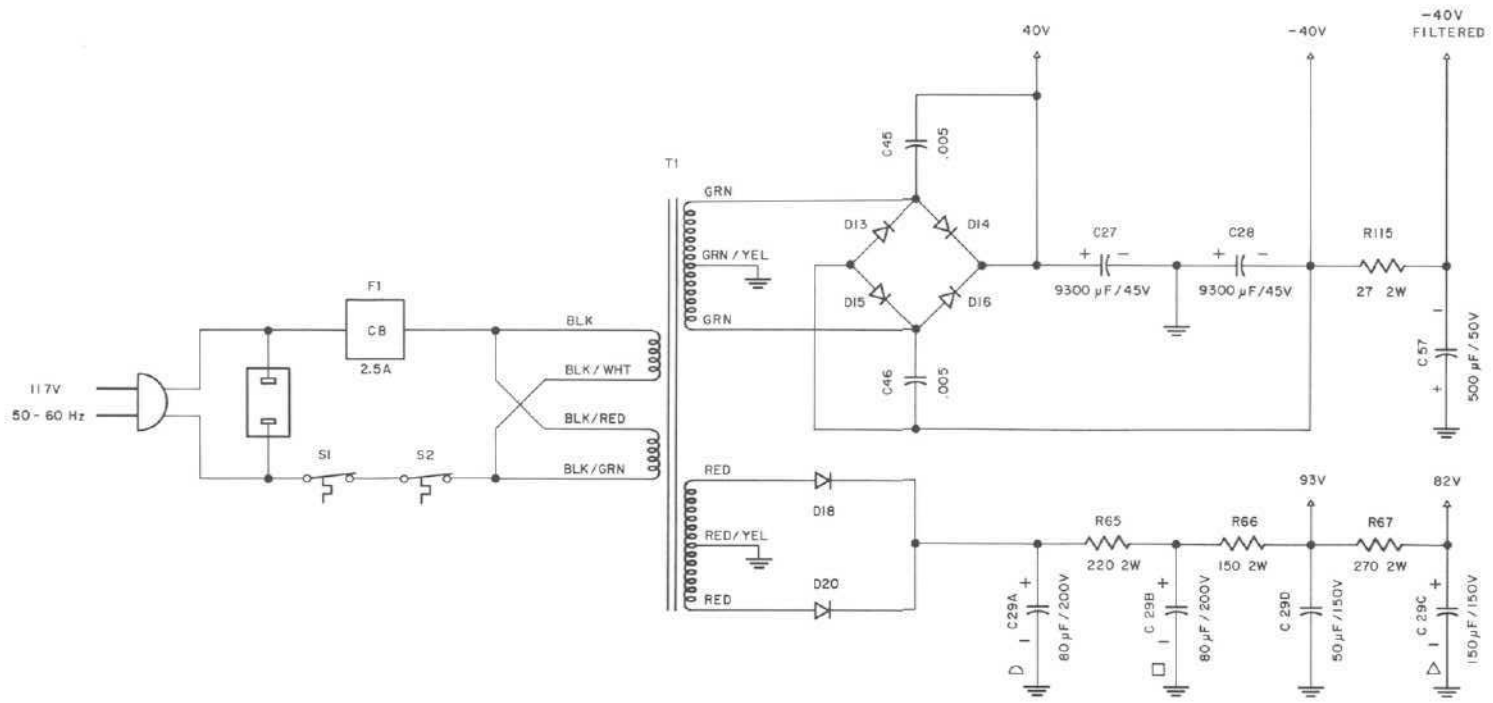 -40V
FILTERED
40V
-40V
T1
C45
.005
GRN
D13
D14
GRN/YEL
C27
C28
R115
+
-
+
-
9300 µF/45V
9300 µF/45V
27 2W
D15
D16
GRN
F1
CB
2.5A
BLK
BLK/WHT
C46
.005
-
C57
+
500 µF/50V
117V
50-60 Hz
BLK/RED
S1
S2
BLK/GRN
RED
D18
93V
82V
RED/YEL
R65
R66
R67
220 2W
150 2W
270 2W
D20
RED
+
C29A
-
80 µF/200V
+
C29B
-
80 µF/200V
C29D
50 µF/150V
+
C29C
-
150 µF/150V